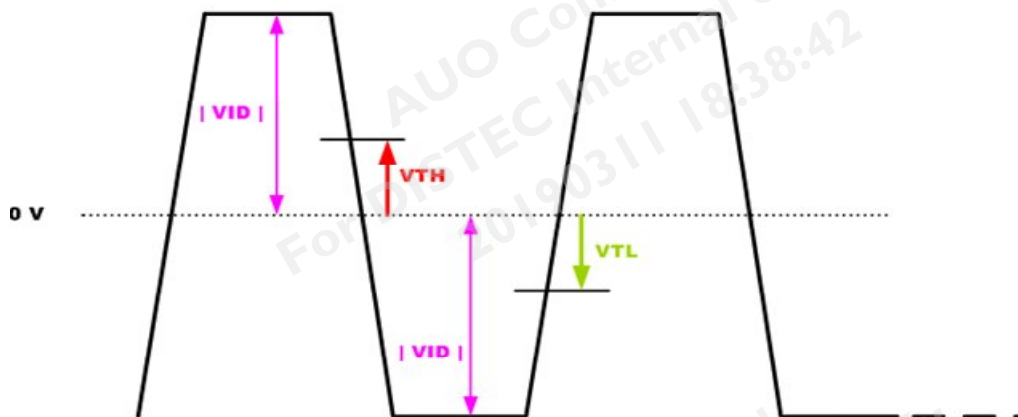 AUO Con
For DISTEC Internal
20190311 18:38:42
| VID |
VTH
0 V
VTL
| VID |